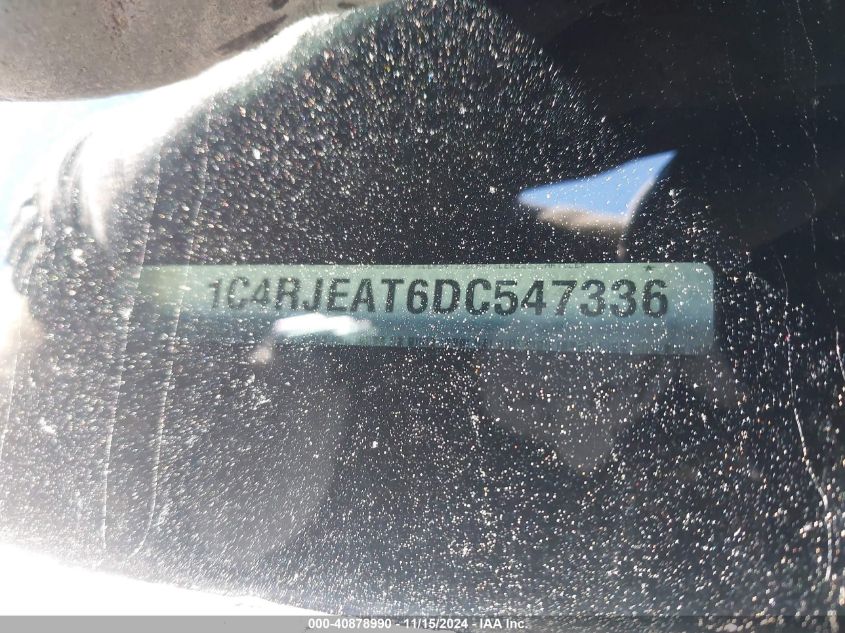 1C4RJEAT6DC547336
000-40878990 - 11/15/2024 - IAA Inc.